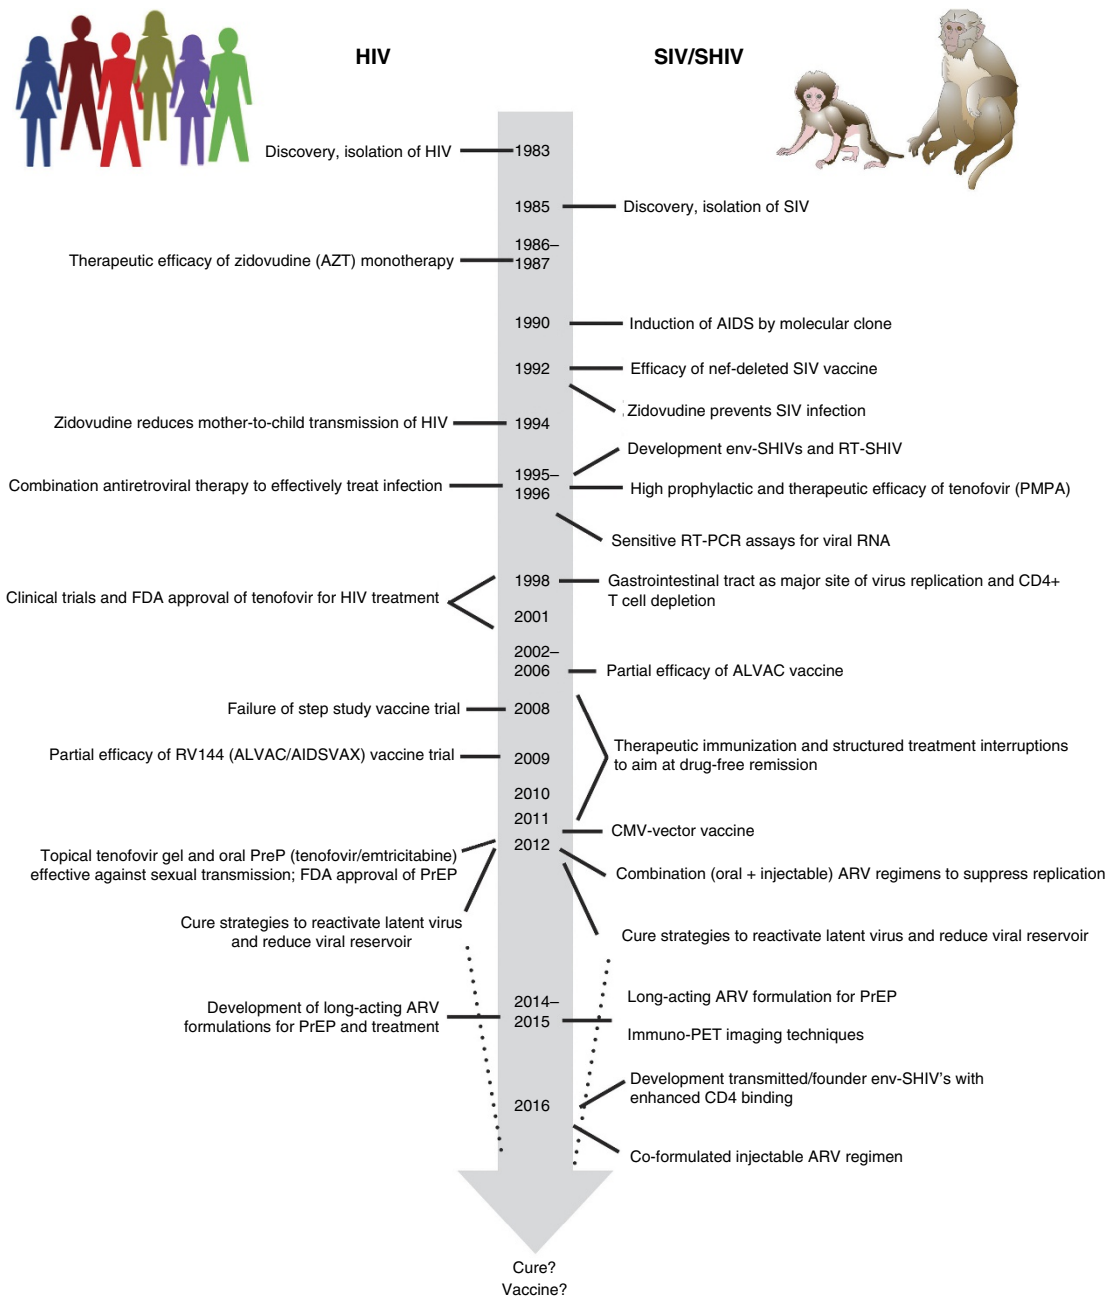 HIV
SIV/SHIV
Discovery, isolation of HIV
1983
1985
Discovery, isolation of SIV
Therapeutic efficacy of zidovudine (AZT) monotherapy
1986–
1987
1990
Induction of AIDS by molecular clone
1992
Efficacy of nef-deleted SIV vaccine
Zidovudine prevents SIV infection
Zidovudine reduces mother-to-child transmission of HIV
1994
Development env-SHIVs and RT-SHIV
Combination antiretroviral therapy to effectively treat infection
1995–
1996
High prophylactic and therapeutic efficacy of tenofovir (PMPA)
Sensitive RT-PCR assays for viral RNA
Clinical trials and FDA approval of tenofovir for HIV treatment
1998
Gastrointestinal tract as major site of virus replication and CD4+
T cell depletion
2001
2002–
2006
Partial efficacy of ALVAC vaccine
Failure of step study vaccine trial
2008
Partial efficacy of RV144 (ALVAC/AIDSVAX) vaccine trial
2009
Therapeutic immunization and structured treatment interruptions
to aim at drug-free remission
2010
2011
CMV-vector vaccine
2012
Topical tenofovir gel and oral PreP (tenofovir/emtricitabine)
effective against sexual transmission; FDA approval of PrEP
Combination (oral + injectable) ARV regimens to suppress replication
Cure strategies to reactivate latent virus
and reduce viral reservoir
Cure strategies to reactivate latent virus and reduce viral reservoir
Development of long-acting ARV
formulations for PrEP and treatment
2014–
2015
Long-acting ARV formulation for PrEP
Immuno-PET imaging techniques
2016
Development transmitted/founder env-SHIV's with
enhanced CD4 binding
Co-formulated injectable ARV regimen
Cure?
Vaccine?